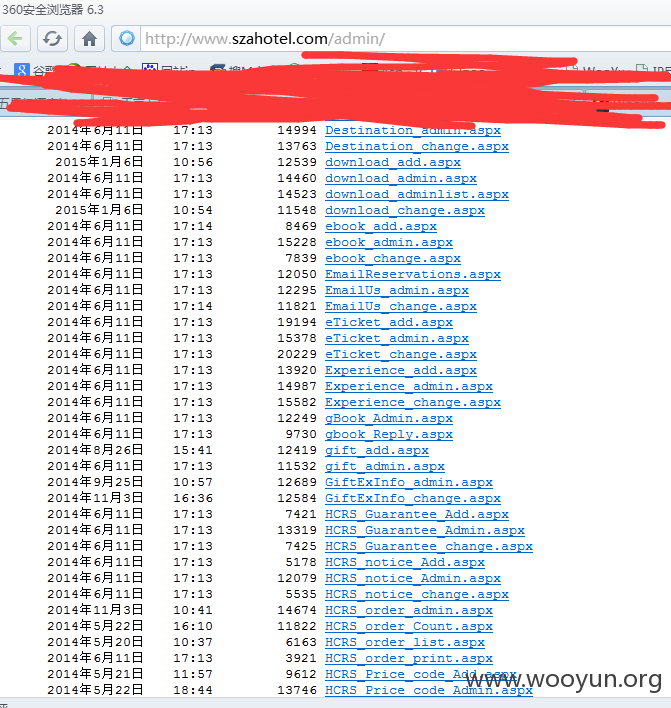 360安全浏览器 6.3
http://www.szahotel.com/admin/
2014年6月11日 17:13 14994 Destination_admin.aspx
2014年6月11日 17:13 13763 Destination_change.aspx
2015年1月6日 10:56 12539 download_add.aspx
2014年6月11日 17:13 14460 download_admin.aspx
2014年6月11日 17:13 14523 download_adminlist.aspx
2015年1月6日 10:54 11548 download_change.aspx
2014年6月11日 17:14 8469 ebook_add.aspx
2014年6月11日 17:13 15228 ebook_admin.aspx
2014年6月11日 17:13 7839 ebook_change.aspx
2014年6月11日 17:13 12050 EmailReservations.aspx
2014年6月11日 17:13 12295 EmailUs_admin.aspx
2014年6月11日 17:14 11821 EmailUs_change.aspx
2014年6月11日 17:13 19194 eTicket_add.aspx
2014年6月11日 17:13 15378 eTicket_admin.aspx
2014年6月11日 17:13 20229 eTicket_change.aspx
2014年6月11日 17:13 13920 Experience_add.aspx
2014年6月11日 17:13 14987 Experience_admin.aspx
2014年6月11日 17:13 15582 Experience_change.aspx
2014年6月11日 17:13 12249 gBook_Admin.aspx
2014年6月11日 17:13 9730 gbook_Reply.aspx
2014年8月26日 15:41 12419 gift_add.aspx
2014年6月11日 17:13 11532 gift_admin.aspx
2014年9月25日 10:57 12689 GiftExInfo_admin.aspx
2014年11月3日 16:36 12584 GiftExInfo_change.aspx
2014年6月11日 17:13 7421 HCRS_Guarantee_Add.aspx
2014年6月11日 17:13 13319 HCRS_Guarantee_Admin.aspx
2014年6月11日 17:13 7425 HCRS_Guarantee_change.aspx
2014年6月11日 17:13 5178 HCRS_notice_Add.aspx
2014年6月11日 17:13 12079 HCRS_notice_Admin.aspx
2014年6月11日 17:13 5535 HCRS_notice_change.aspx
2014年11月3日 10:41 14674 HCRS_order_admin.aspx
2014年5月22日 16:10 11822 HCRS_order_Count.aspx
2014年5月20日 10:37 6163 HCRS_order_list.aspx
2014年6月11日 17:13 3921 HCRS_order_print.aspx
2014年5月21日 11:57 9612 HCRS_Price_code_Add.aspx
2014年5月22日 18:44 13746 HCRS_Price_code_Admin.aspx
www.wooyun.org